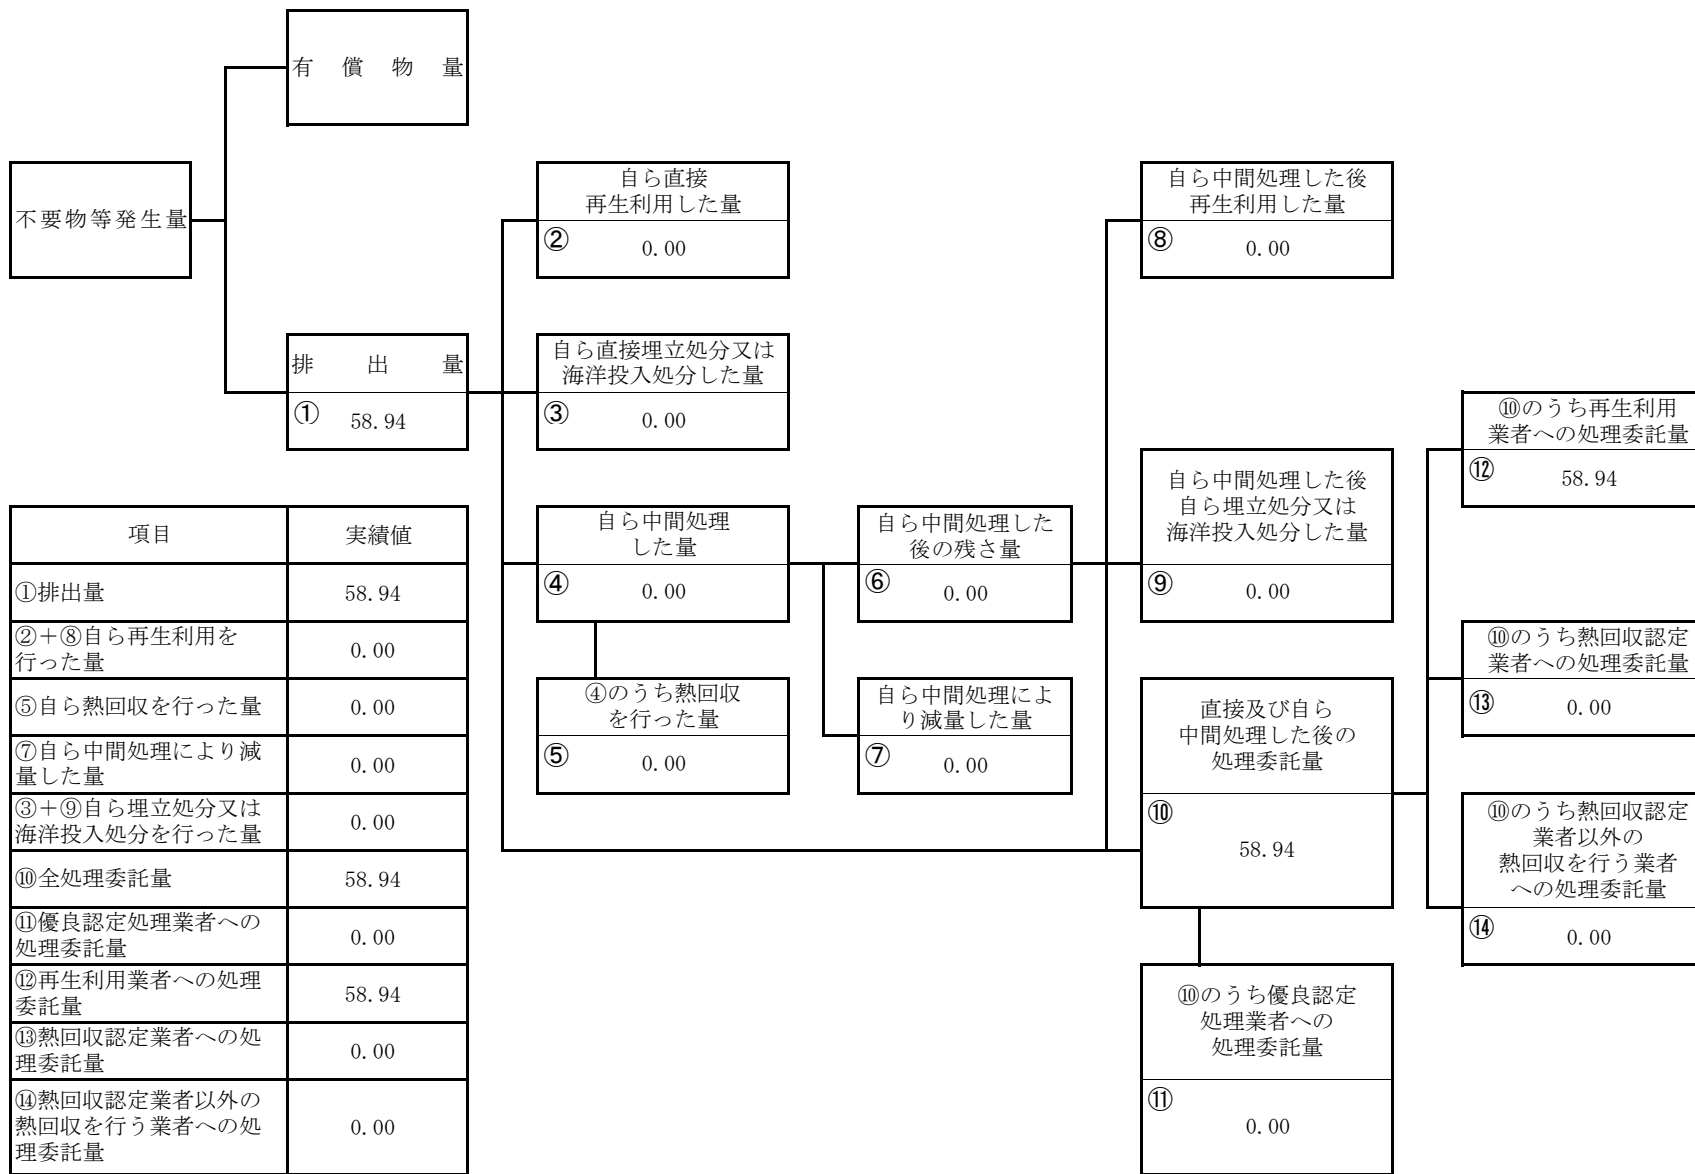 有償物量
不要物等発生量
自ら直接
再生利用した量
② 0.00
自ら中間処理した後
再生利用した量
⑧ 0.00
排出量
① 58.94
自ら直接埋立処分又は
海洋投入処分した量
③ 0.00
⑩のうち再生利用
業者への処理委託量
⑫ 58.94
自ら中間処理
した量
④ 0.00
自ら中間処理した
後の残さ量
⑥ 0.00
自ら中間処理した後
自ら埋立処分又は
海洋投入処分した量
⑨ 0.00
⑩のうち熱回収認定
業者への処理委託量
⑬ 0.00
④のうち熱回収
を行った量
⑤ 0.00
自ら中間処理によ
り減量した量
⑦ 0.00
直接及び自ら
中間処理した後の
処理委託量
⑩
58.94
⑩のうち熱回収認定
業者以外の
熱回収を行う業者
への処理委託量
⑭ 0.00
⑩のうち優良認定
処理業者への
処理委託量
⑪
0.00
項目 実績値
①排出量 58.94
②+⑧自ら再生利用を
行った量 0.00
⑤自ら熱回収を行った量 0.00
⑦自ら中間処理により減
量した量 0.00
③+⑨自ら埋立処分又は
海洋投入処分を行った量 0.00
⑩全処理委託量 58.94
⑪優良認定処理業者への
処理委託量 0.00
⑫再生利用業者への処理
委託量 58.94
⑬熱回収認定業者への処
理委託量 0.00
⑭熱回収認定業者以外の
熱回収を行う業者への処
理委託量 0.00